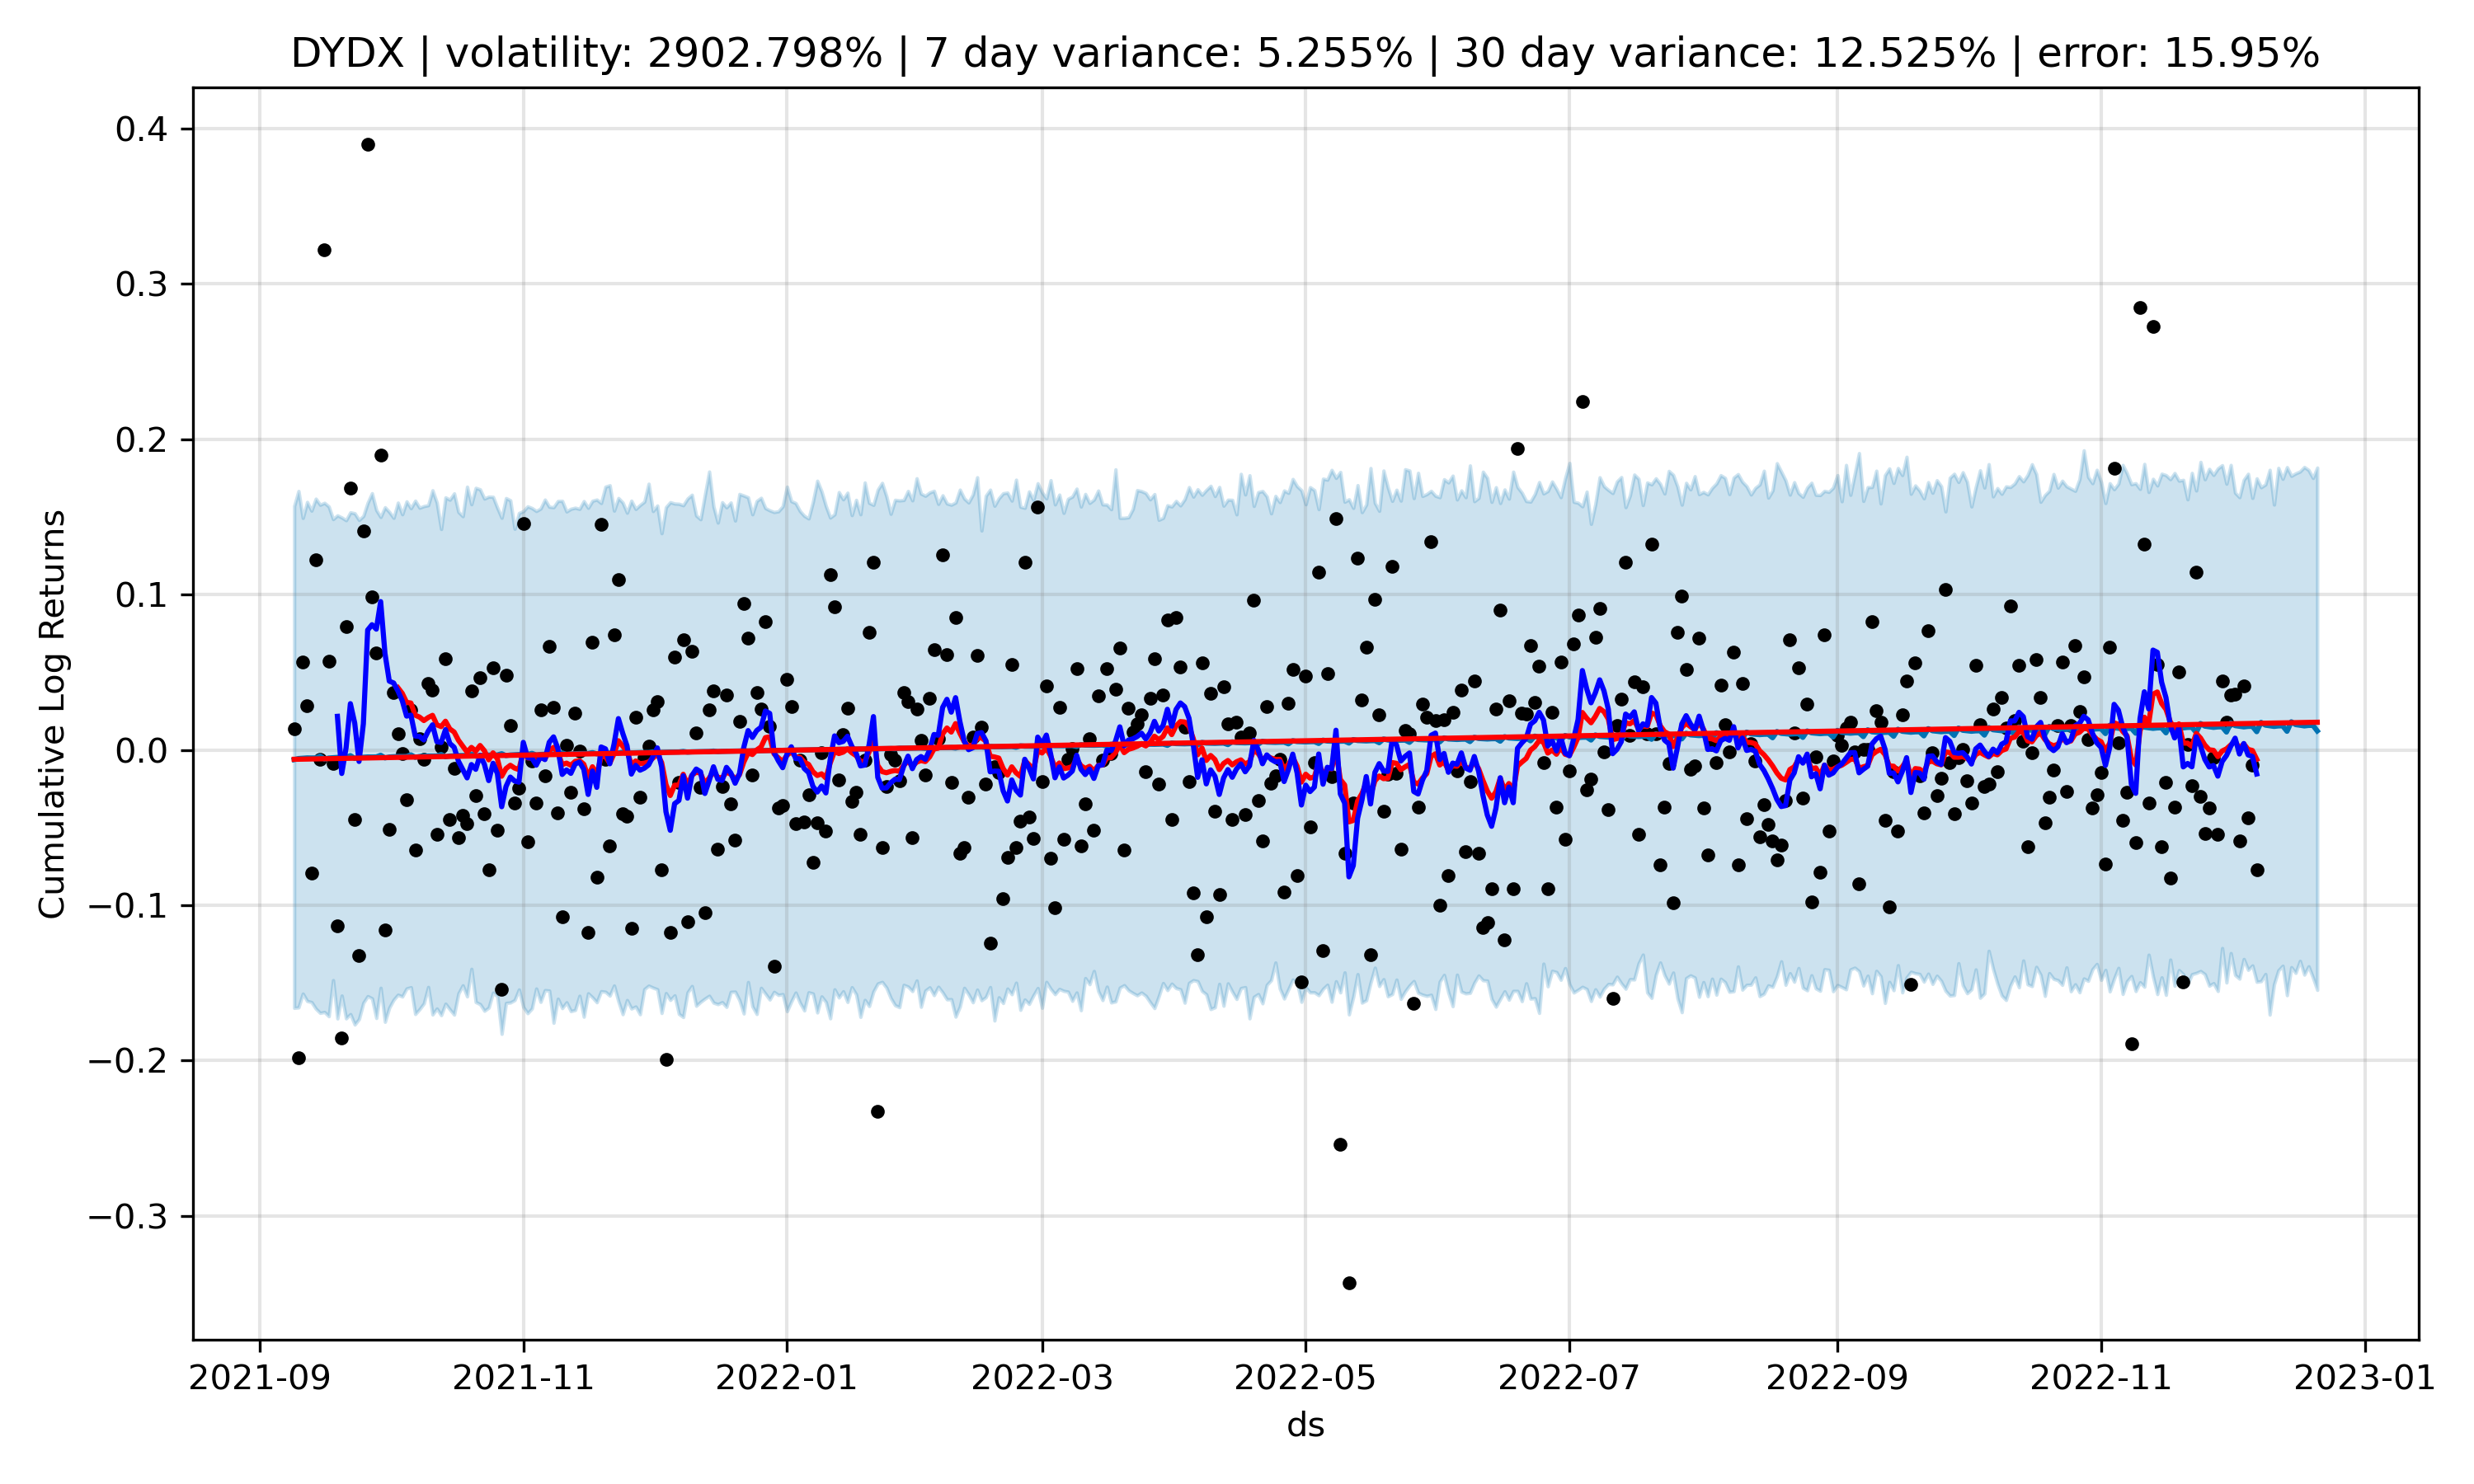 DYDX | volatility: 2902.798% | 7 day variance: 5.255% | 30 day variance: 12.525% | error: 15.95%
0.4
0.3
0.2
0.1
0.0
−0.1
−0.2
−0.3
Cumulative Log Returns
2021-09 2021-11 2022-01 2022-03 2022-05 2022-07 2022-09 2022-11 2023-01
ds